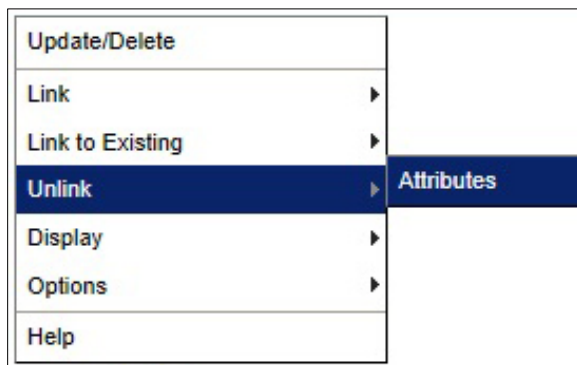 Update/Delete
Link
Link to Existing
Unlink
Attributes
Display
Options
Help